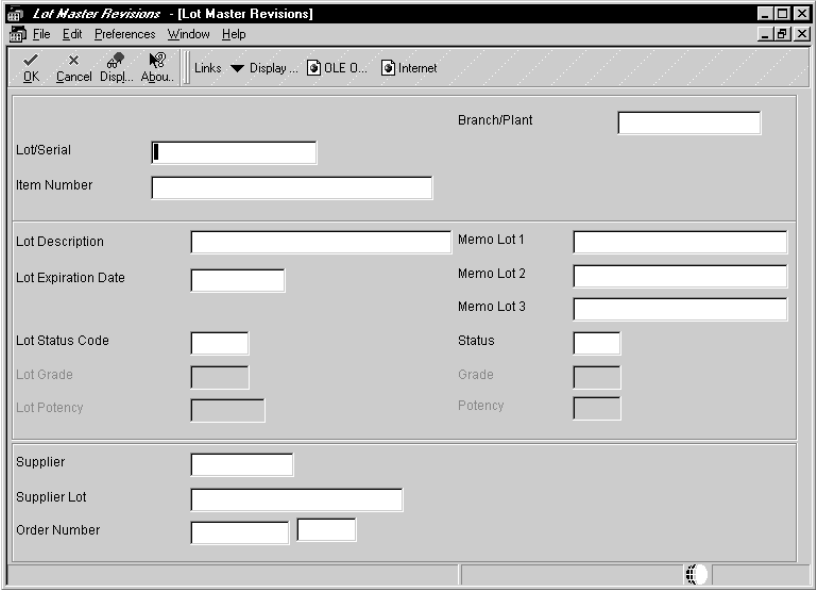 Lot Master Revisions - [Lot Master Revisions]
File Edit Preferences Window Help
OK Cancel Displ... Abou.. Links Display ... OLE O... Internet
Branch/Plant
Lot/Serial
Item Number
Lot Description Memo Lot 1
Lot Expiration Date Memo Lot 2
Memo Lot 3
Lot Status Code Status
Lot Grade Grade
Lot Potency Potency
Supplier
Supplier Lot
Order Number